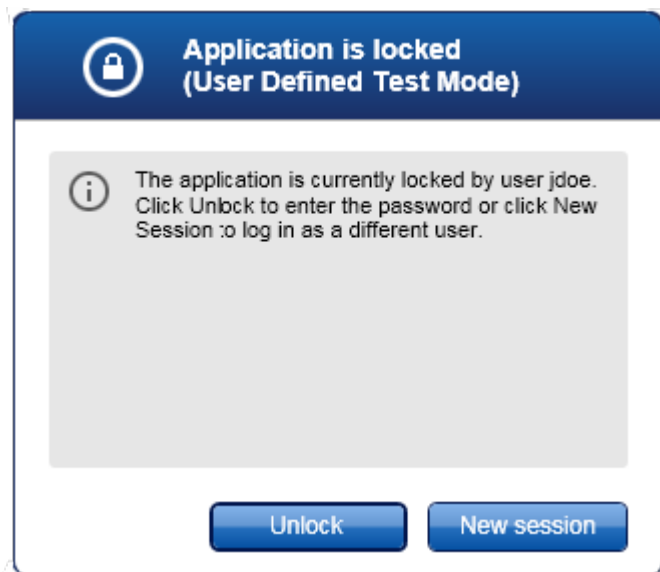 Application is locked
(User Defined Test Mode)
The application is currently locked by user jdoe.
Click Unlock to enter the password or click New
Session to log in as a different user.
Unlock
New session